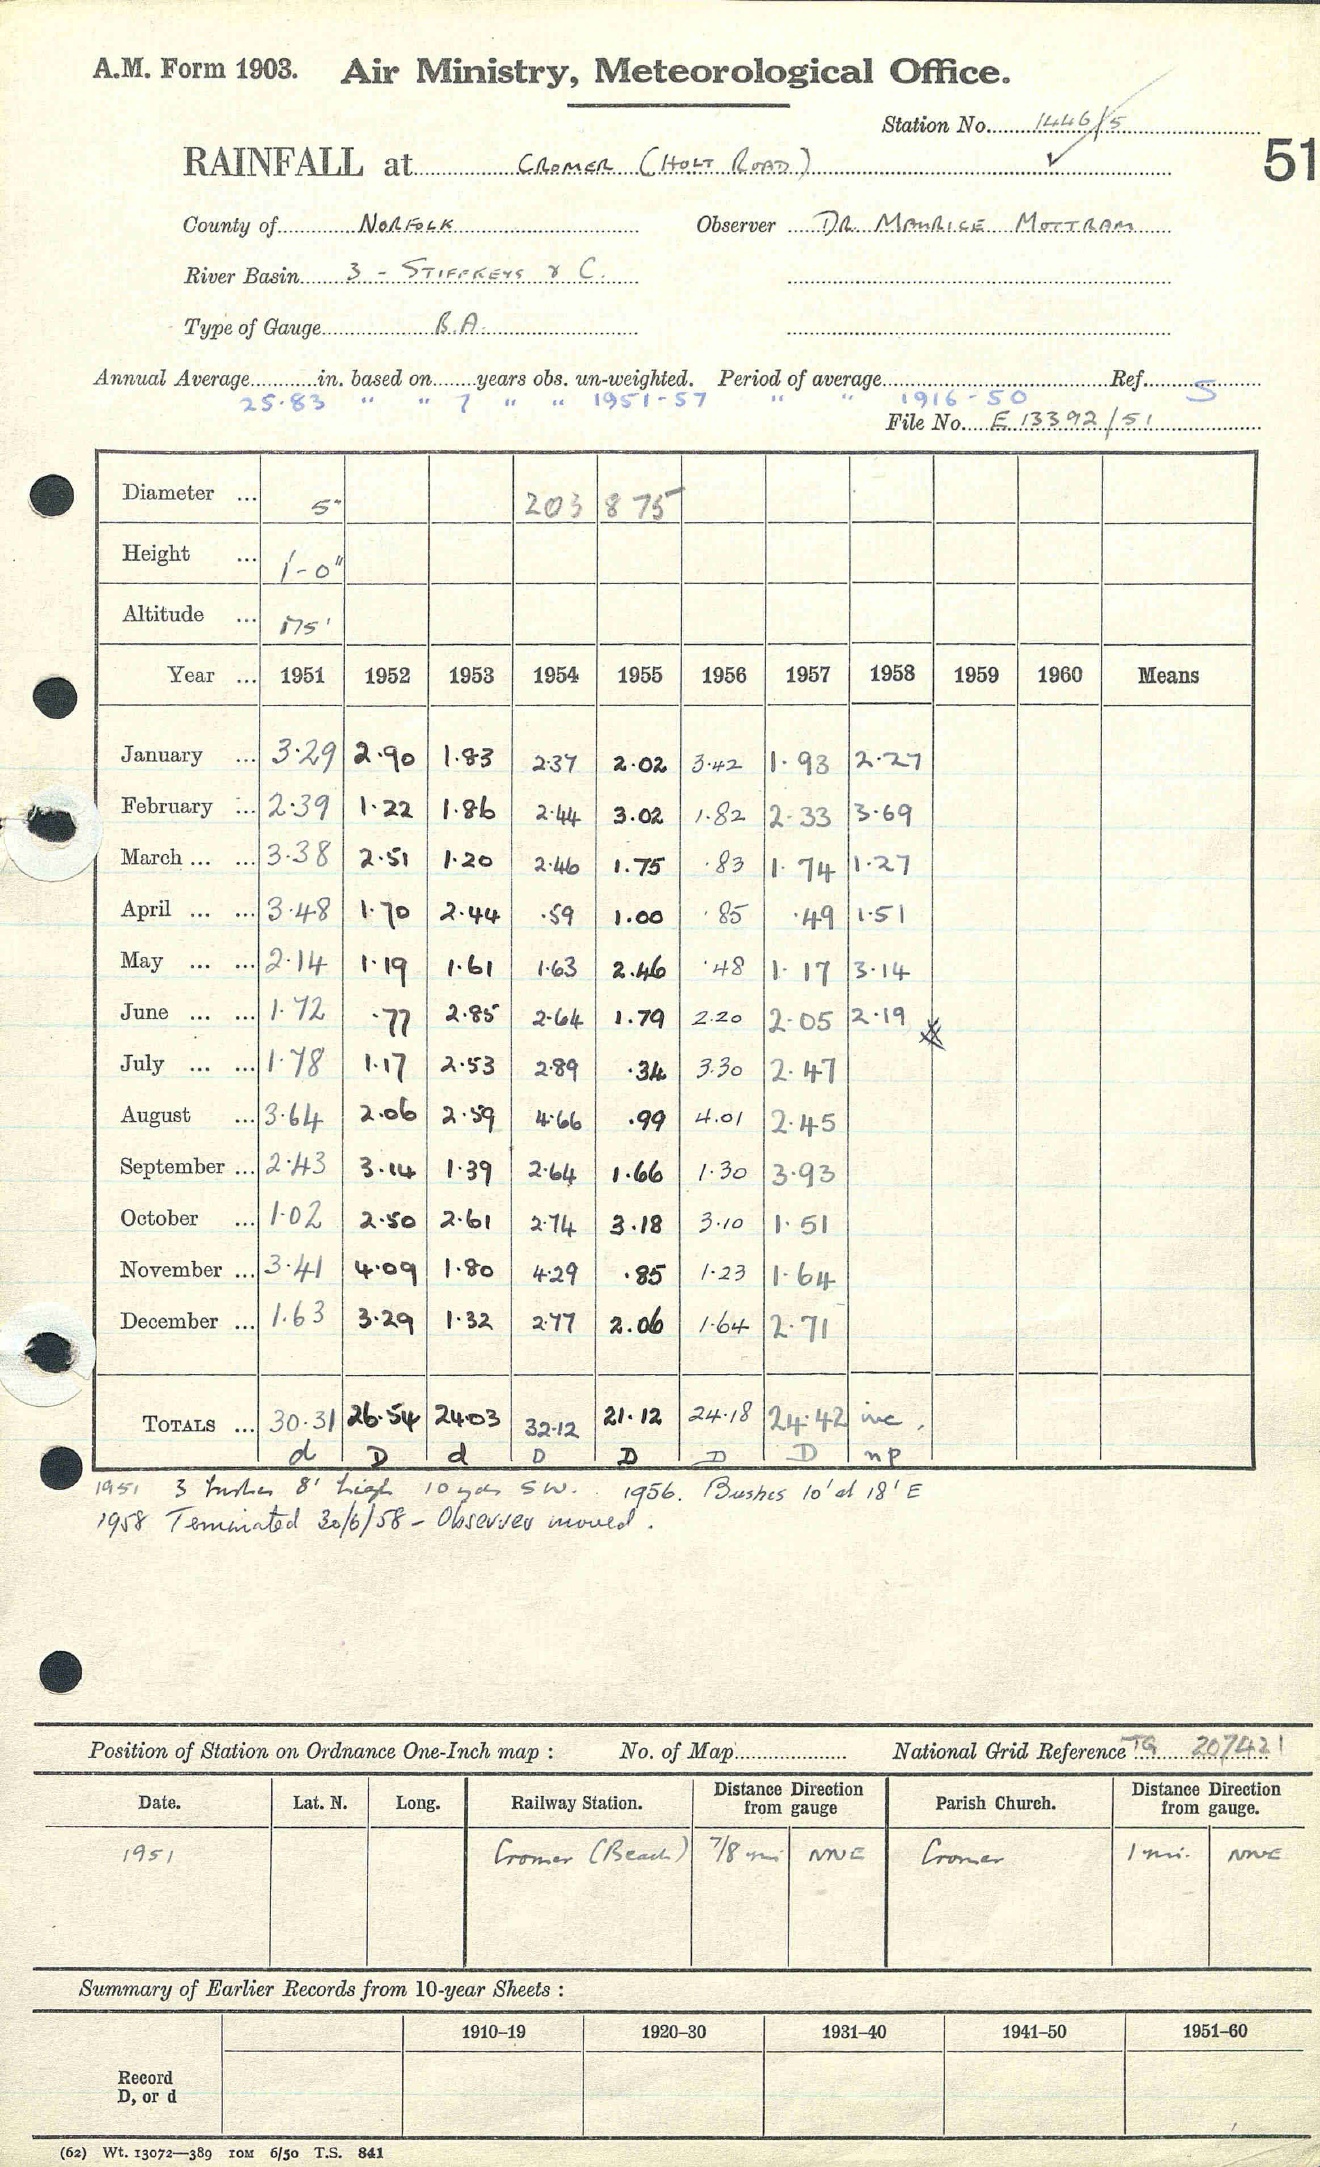 A.M. Form 1903. Air Ministry, Meteorological Office.
Station No. 1446/5
RAINFALL at CROMER (HOLT ROAD) ✓
51
County of NORFOLK Observer DR. MAURICE MOTTRAM
River Basin 3 - STIFFKEYS & C.
Type of Gauge B.A.
Annual Average in. based on years obs. un-weighted. Period of average Ref. S
25.83 " " 7 " " 1951-57 " " 1916-50
File No. E 13392/51
Diameter ... 5" 203 875
Height ... 1'-0"
Altitude ... 175'
Year ... 1951 1952 1953 1954 1955 1956 1957 1958 1959 1960 Means
January ... 3.29 2.90 1.83 2.37 2.02 3.42 1.93 2.27
February ... 2.39 1.22 1.86 2.44 3.02 1.82 2.33 3.69
March ... ... 3.38 2.51 1.20 2.46 1.75 .83 1.74 1.27
April ... ... 3.48 1.70 2.44 .59 1.00 .85 .49 1.51
May ... ... 2.14 1.19 1.61 1.63 2.46 .48 1.17 3.14
June ... ... 1.72 .77 2.85 2.64 1.79 2.20 2.05 2.19
July ... ... 1.78 1.17 2.53 2.89 .34 3.30 2.47
August ... 3.64 2.06 2.59 4.66 .99 4.01 2.45
September ... 2.43 3.14 1.39 2.64 1.66 1.30 3.93
October ... 1.02 2.50 2.61 2.74 3.18 3.10 1.51
November ... 3.41 4.09 1.80 4.29 .85 1.23 1.64
December ... 1.63 3.29 1.32 2.77 2.06 1.64 2.71
TOTALS ... 30.31 26.54 24.03 32.12 21.12 24.18 24.42 inc.
d D d D D D D np
1951 3 bushes 8' high 10 yds SW. 1956. Bushes 10' at 18' E
1958 Terminated 30/6/58 - Observer moved.
Position of Station on Ordnance One-Inch map : No. of Map National Grid Reference TG 207421
Date. Lat. N. Long. Railway Station. Distance Direction from gauge Parish Church. Distance Direction from gauge.
1951 Cromer (Beach) 7/8 mi NNE Cromer 1 mi. NNE
Summary of Earlier Records from 10-year Sheets :
1910–19 1920–30 1931–40 1941–50 1951–60
Record
D, or d
(62) Wt. 13072—389 10M 6/50 T.S. 841